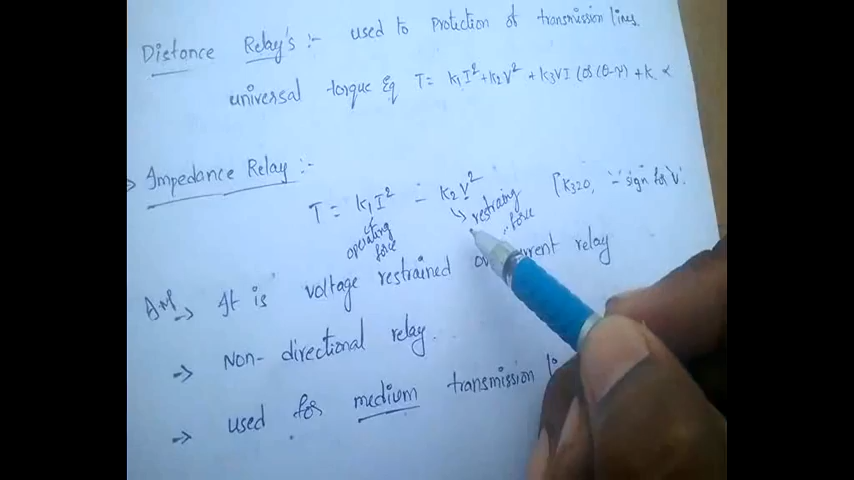 Distance Relay's :- used to Protection of transmission lines.
universal torque Eq T = K₁I² + K₂V² + K₃VI Cos(θ-γ) + K
Impedance Relay :-
T = K₁I² - K₂V² [K₃=0, '-' sign for 'V'.
operating force
restraing force
It is voltage restrained current relay
Non-directional relay.
used for medium transmission